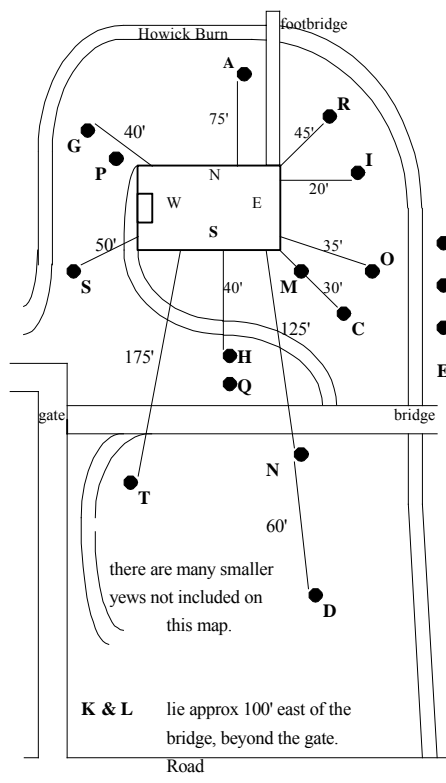 footbridge
Howick Burn
A
R
75'
45'
G
40'
P
I
N
20'
W
E
S
35'
50'
O
S
M
40'
30'
C
125'
175'
H
E
Q
gate
bridge
N
T
60'
there are many smaller
yews not included on
this map.
D
K & L lie approx 100' east of the
bridge, beyond the gate.
Road